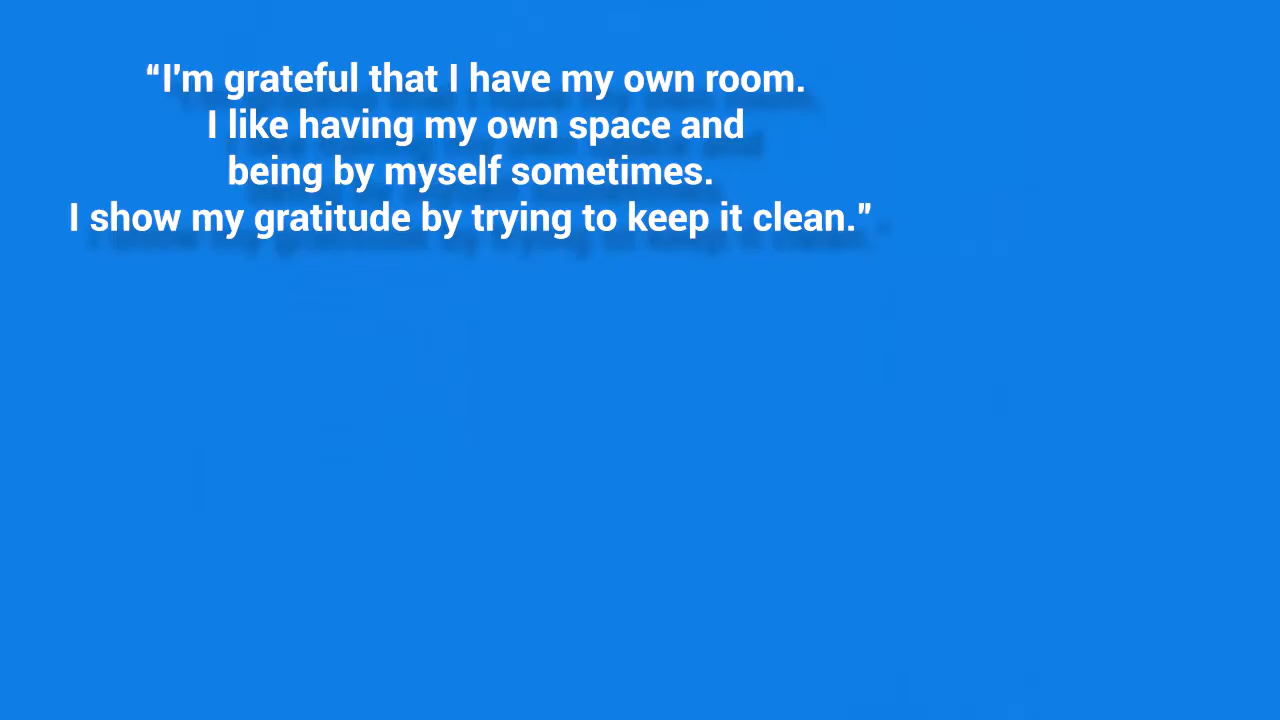 “I'm grateful that I have my own room.
I like having my own space and
being by myself sometimes.
I show my gratitude by trying to keep it clean.”